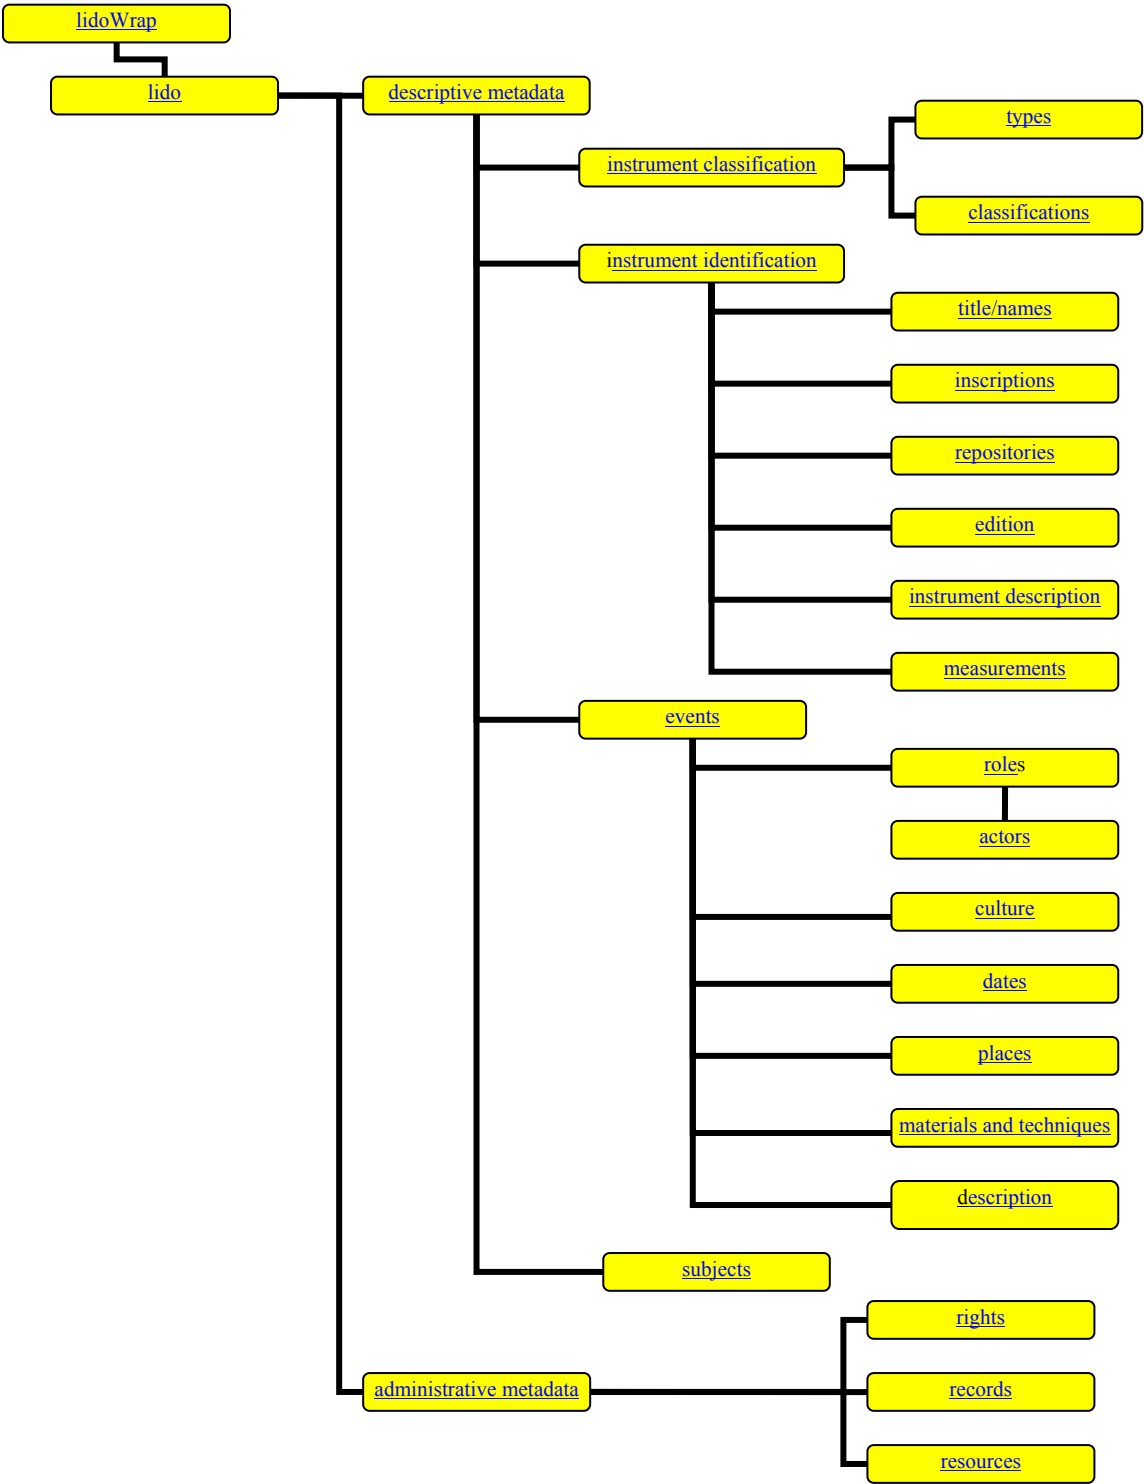 lidoWrap
lido
descriptive metadata
types
instrument classification
classifications
instrument identification
title/names
inscriptions
repositories
edition
instrument description
measurements
events
roles
actors
culture
dates
places
materials and techniques
description
subjects
rights
administrative metadata
records
resources